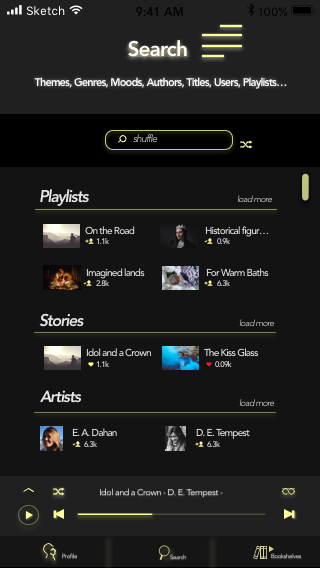 Sketch 9:41 AM 100%
Search
Themes, Genres, Moods, Authors, Titles, Users, Playlists...
shuffle
Playlists load more
On the Road Historical figur...
1.1k 0.9k
Imagined lands For Warm Baths
2.8k 6.3k
Stories load more
Idol and a Crown The Kiss Glass
1.1k 0.09k
Artists load more
E. A. Dahan D. E. Tempest
6.3k 6.3k
Idol and a Crown - D. E. Tempest -
Profile Search Bookshelves